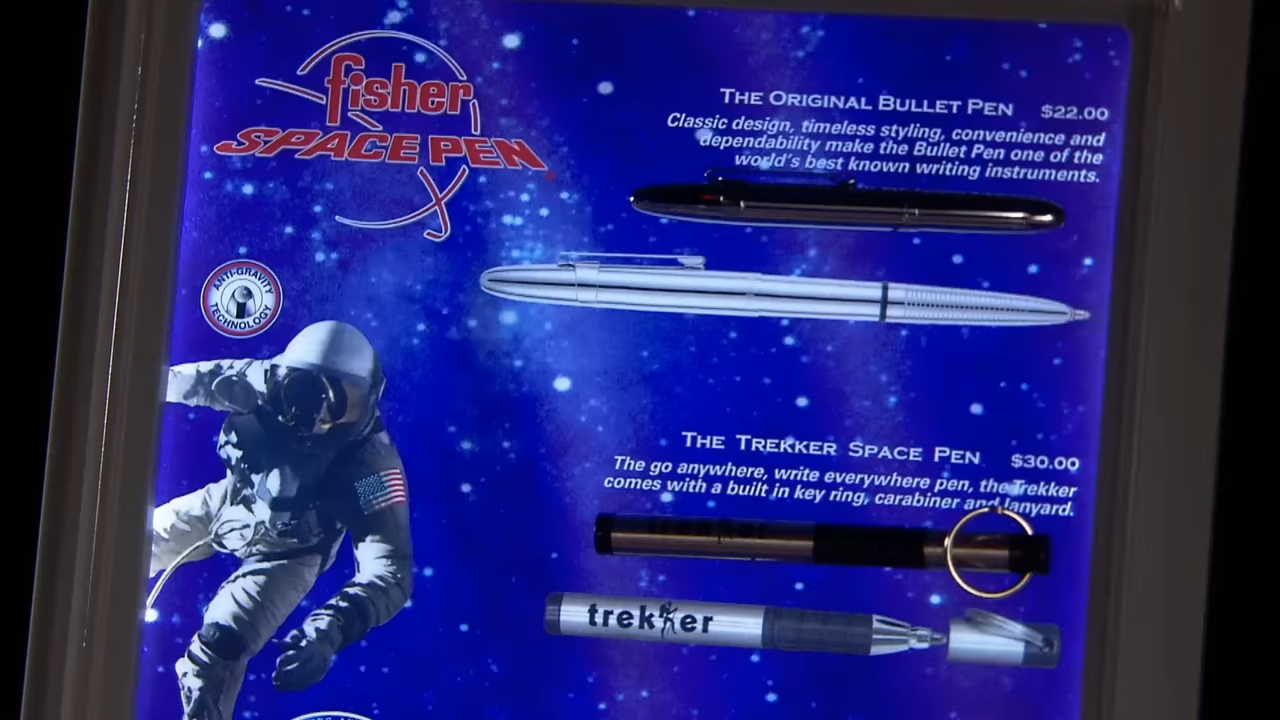 fisher
SPACE PEN
THE ORIGINAL BULLET PEN $22.00
Classic design, timeless styling, convenience and
dependability make the Bullet Pen one of the
world's best known writing instruments.
ANTI-GRAVITY
TECHNOLOGY
THE TREKKER SPACE PEN $30.00
The go anywhere, write everywhere pen, the Trekker
comes with a built in key ring, carabiner and lanyard.
trekker